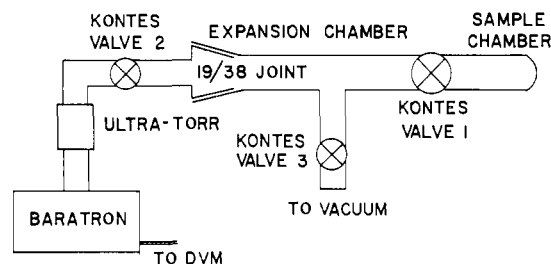 KONTES
VALVE 2
EXPANSION CHAMBER
SAMPLE
CHAMBER
19/38 JOINT
KONTES
VALVE 1
ULTRA-TORR
KONTES
VALVE 3
BARATRON
TO VACUUM
TO DVM